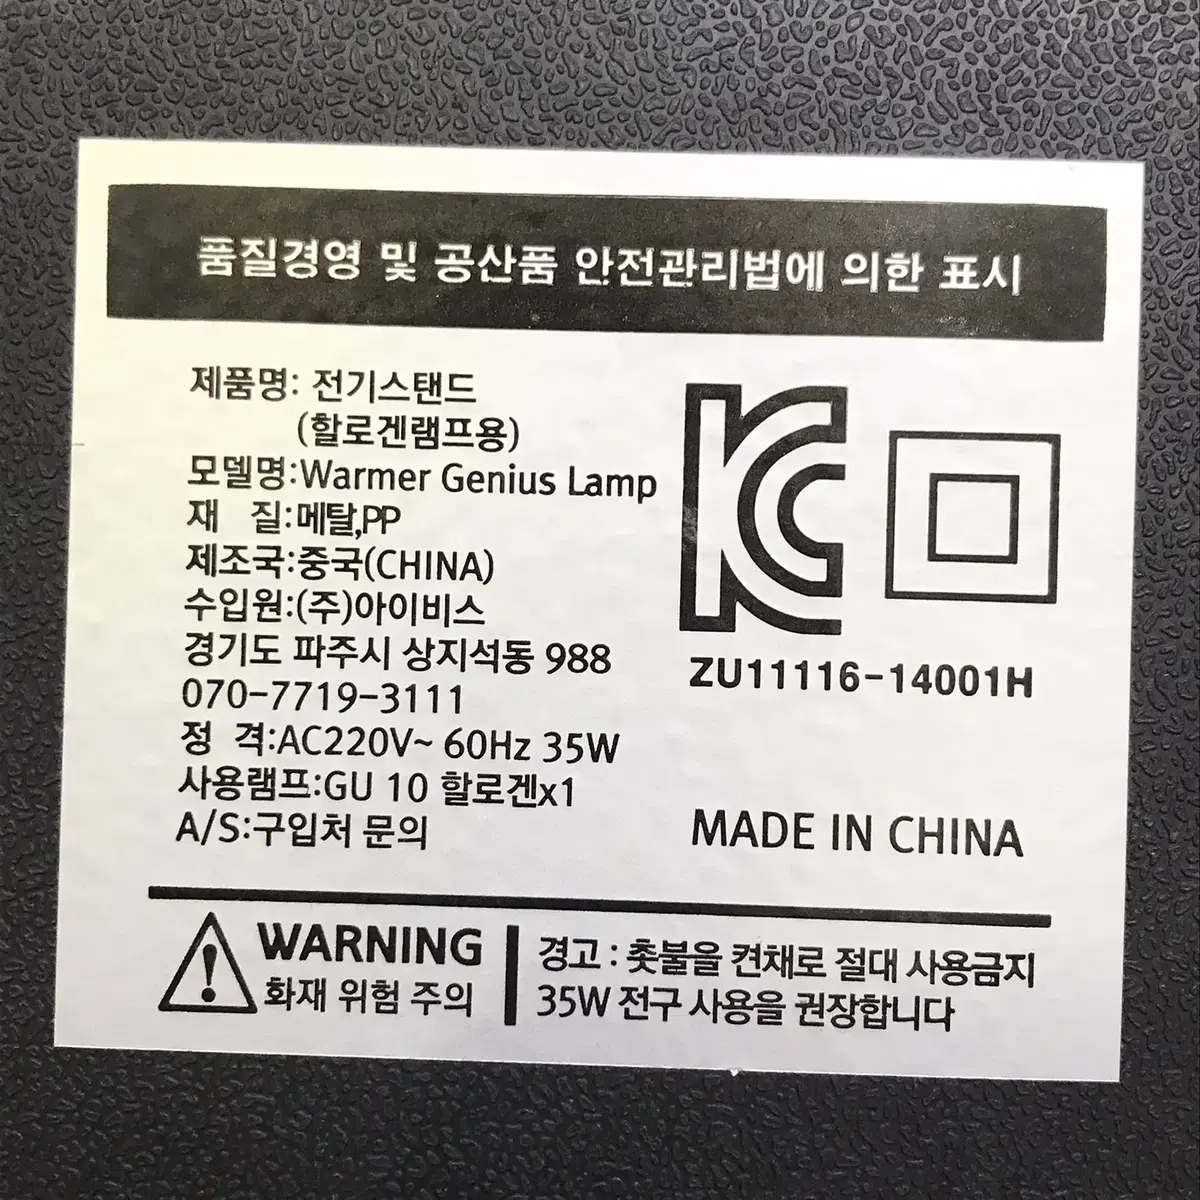 품질경영 및 공산품 안전관리법에 의한 표시
제품명: 전기스탠드
(할로겐램프용)
모델명:Warmer Genius Lamp
재 질:메탈,PP
제조국:중국(CHINA)
수입원:(주)아이비스
경기도 파주시 상지석동 988
070-7719-3111
정 격:AC220V~ 60Hz 35W
사용램프:GU 10 할로겐x1
A/S:구입처 문의
KC
ZU11116-14001H
MADE IN CHINA
WARNING
화재 위험 주의
경고 : 촛불을 켠채로 절대 사용금지
35W 전구 사용을 권장합니다